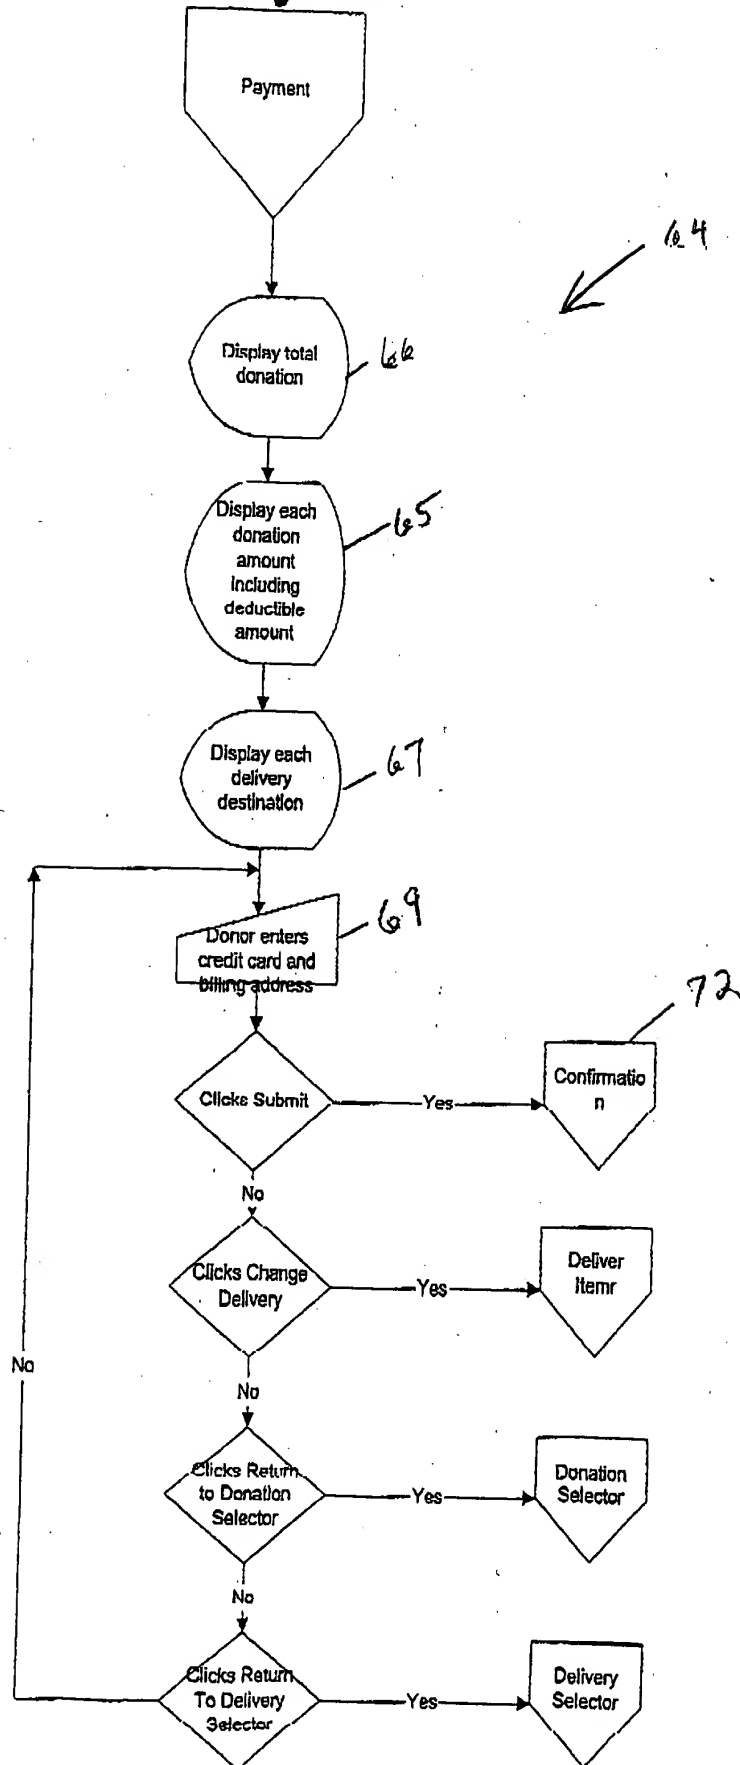 Payment
64
Display total
donation
66
Display each
donation
amount
including
deductible
amount
65
Display each
delivery
destination
67
Donor enters
credit card and
billing address
69
Clicks Submit
Yes
Confirmatio
n
72
No
Clicks Change
Delivery
Yes
Deliver
Itemr
No
No
Clicks Return
to Donation
Selector
Yes
Donation
Selector
No
Clicks Return
To Delivery
Selector
Yes
Delivery
Selector